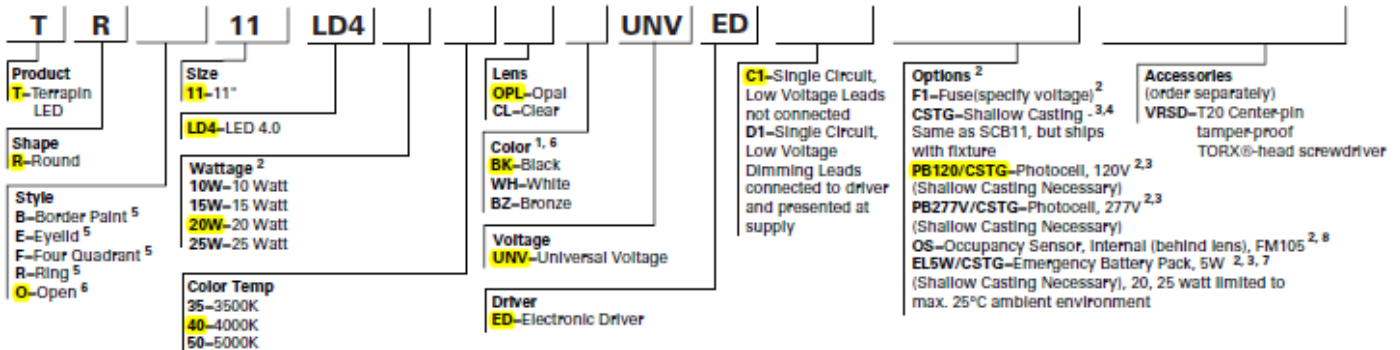 T R 11 LD4 UNV ED
Product
T–Terrapin
LED
Shape
R–Round
Style
B–Border Paint 5
E–Eyelid 5
F–Four Quadrant 5
R–Ring 5
O–Open 6
Size
11–11"
LD4–LED 4.0
Wattage 2
10W–10 Watt
15W–15 Watt
20W–20 Watt
25W–25 Watt
Color Temp
35–3500K
40–4000K
50–5000K
Lens
OPL–Opal
CL–Clear
Color 1, 6
BK–Black
WH–White
BZ–Bronze
Voltage
UNV–Universal Voltage
Driver
ED–Electronic Driver
C1–Single Circuit,
Low Voltage Leads
not connected
D1–Single Circuit,
Low Voltage
Dimming Leads
connected to driver
and presented at
supply
Options 2
F1–Fuse(specify voltage) 2
CSTG–Shallow Casting - 3,4
Same as SCB11, but ships
with fixture
PB120/CSTG–Photocell, 120V 2,3
(Shallow Casting Necessary)
PB277V/CSTG–Photocell, 277V 2,3
(Shallow Casting Necessary)
OS–Occupancy Sensor, Internal (behind lens), FM105 2, 8
EL5W/CSTG–Emergency Battery Pack, 5W 2, 3, 7
(Shallow Casting Necessary), 20, 25 watt limited to
max. 25°C ambient environment
Accessories
(order separately)
VRSD–T20 Center-pin
tamper-proof
TORX®-head screwdriver